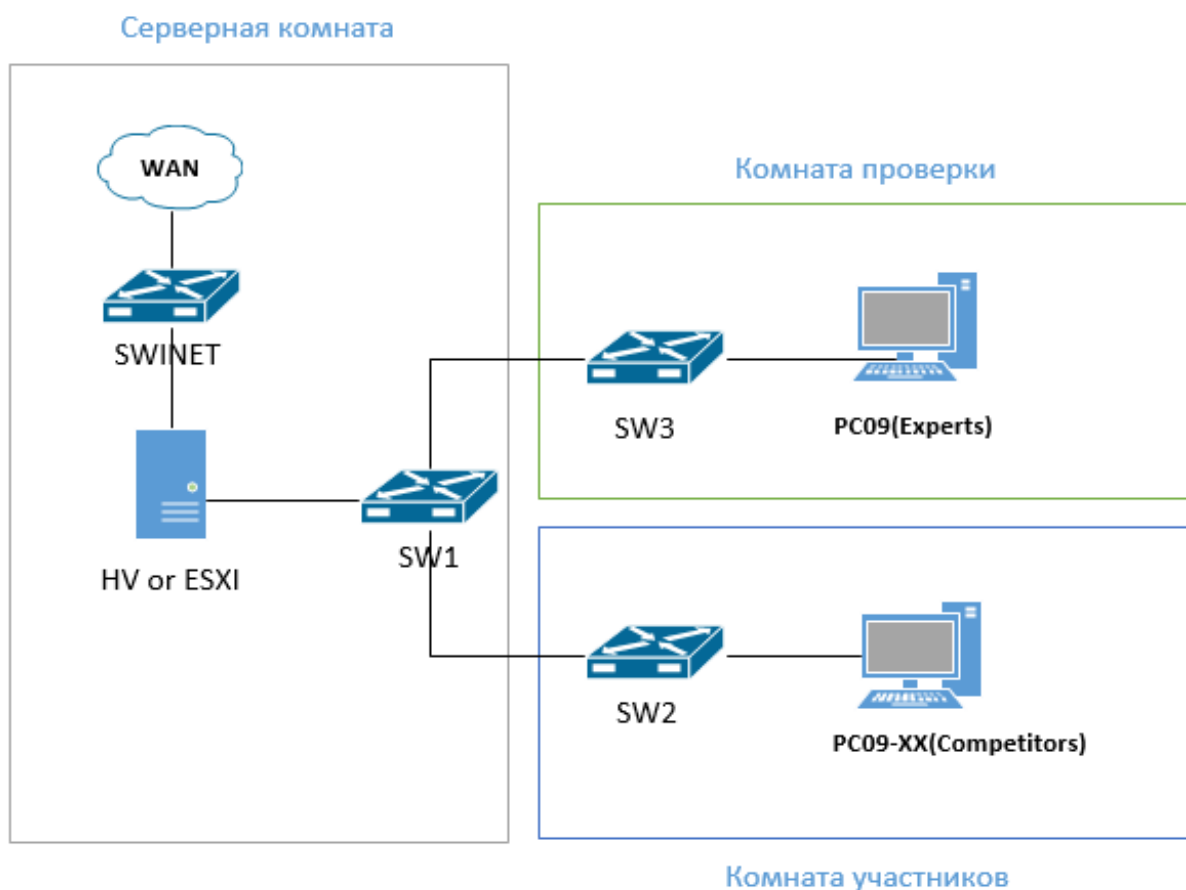 Серверная комната
WAN
SWINET
HV or ESXI
SW1
Комната проверки
SW3
PC09(Experts)
SW2
PC09-XX(Competitors)
Комната участников